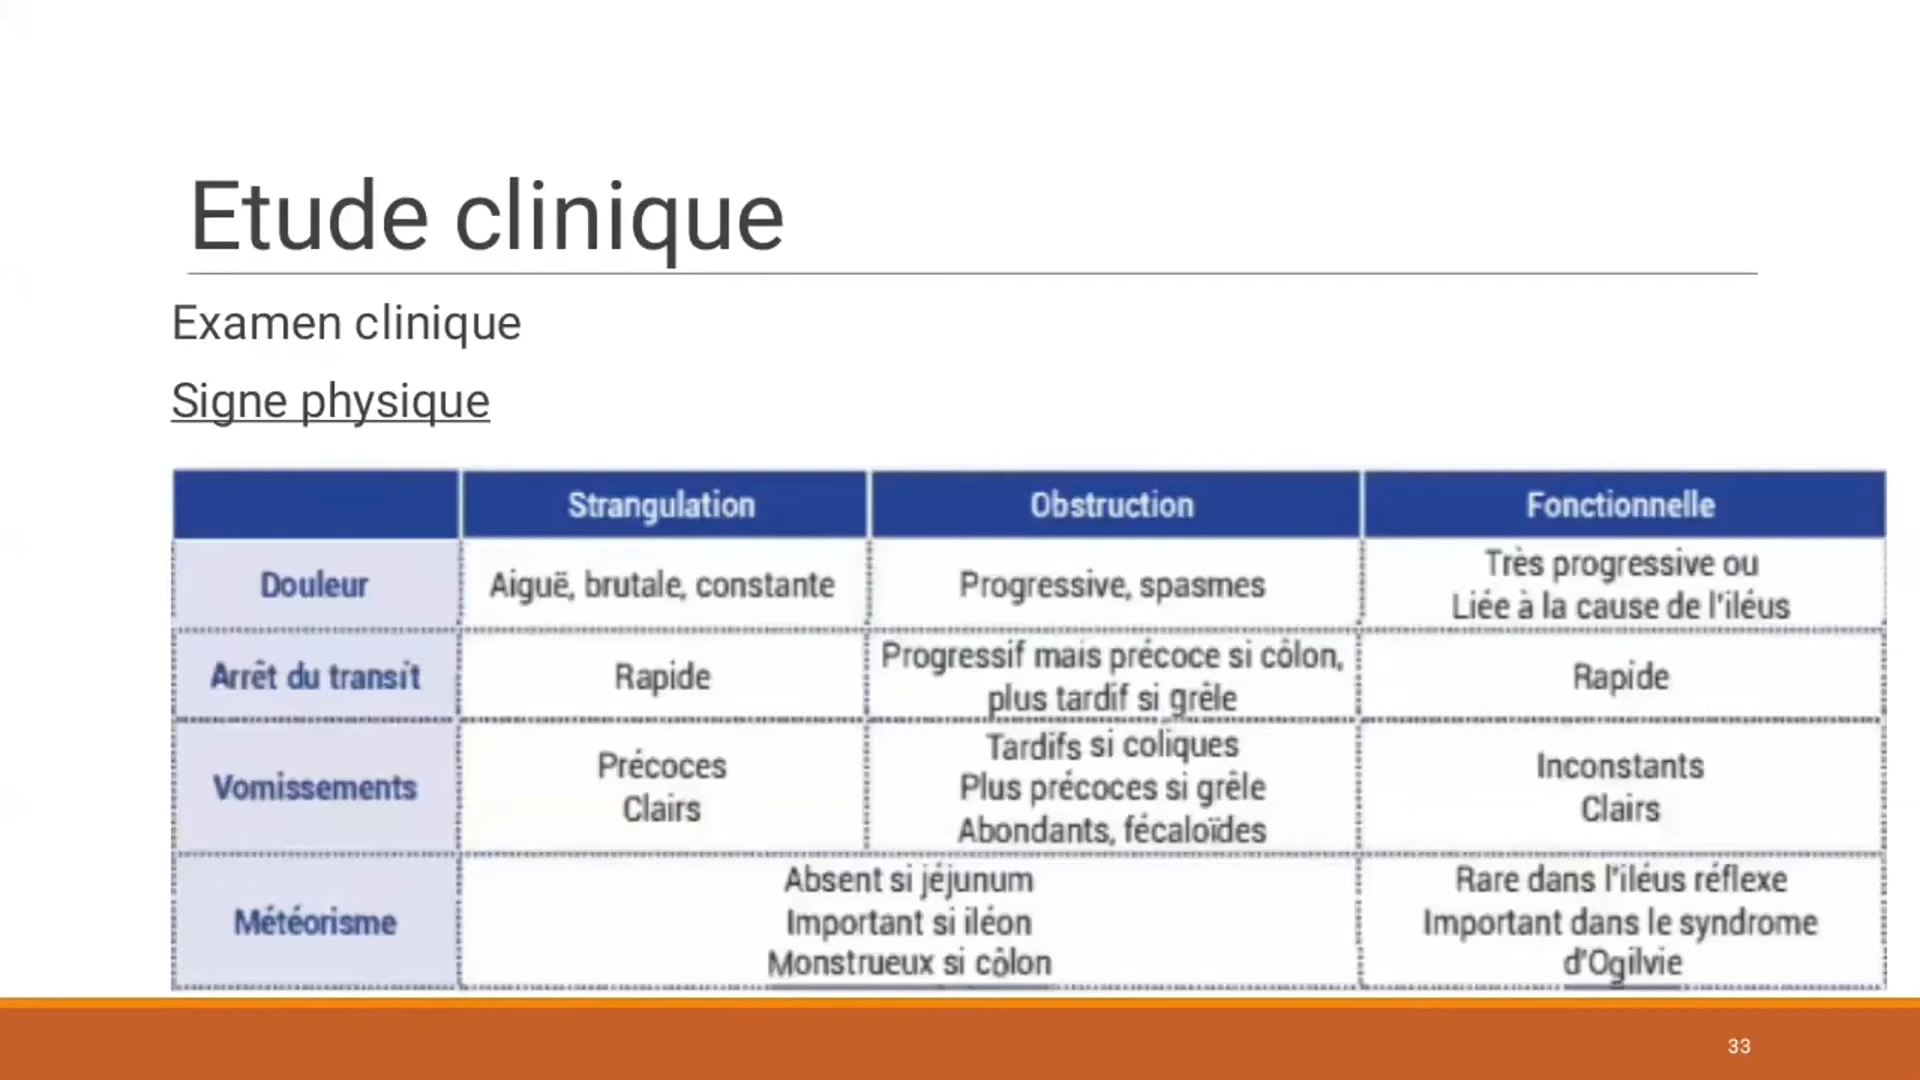 Etude clinique
Examen clinique
Signe physique
Strangulation
Obstruction
Fonctionnelle
Douleur
Aiguë, brutale, constante
Progressive, spasmes
Très progressive ou
Liée à la cause de l'iléus
Arrêt du transit
Rapide
Progressif mais précoce si côlon,
plus tardif si grêle
Rapide
Vomissements
Précoces
Clairs
Tardifs si coliques
Plus précoces si grêle
Abondants, fécaloïdes
Inconstants
Clairs
Météorisme
Absent si jéjunum
Important si iléon
Monstrueux si côlon
Rare dans l'iléus réflexe
Important dans le syndrome
d'Ogilvie
33